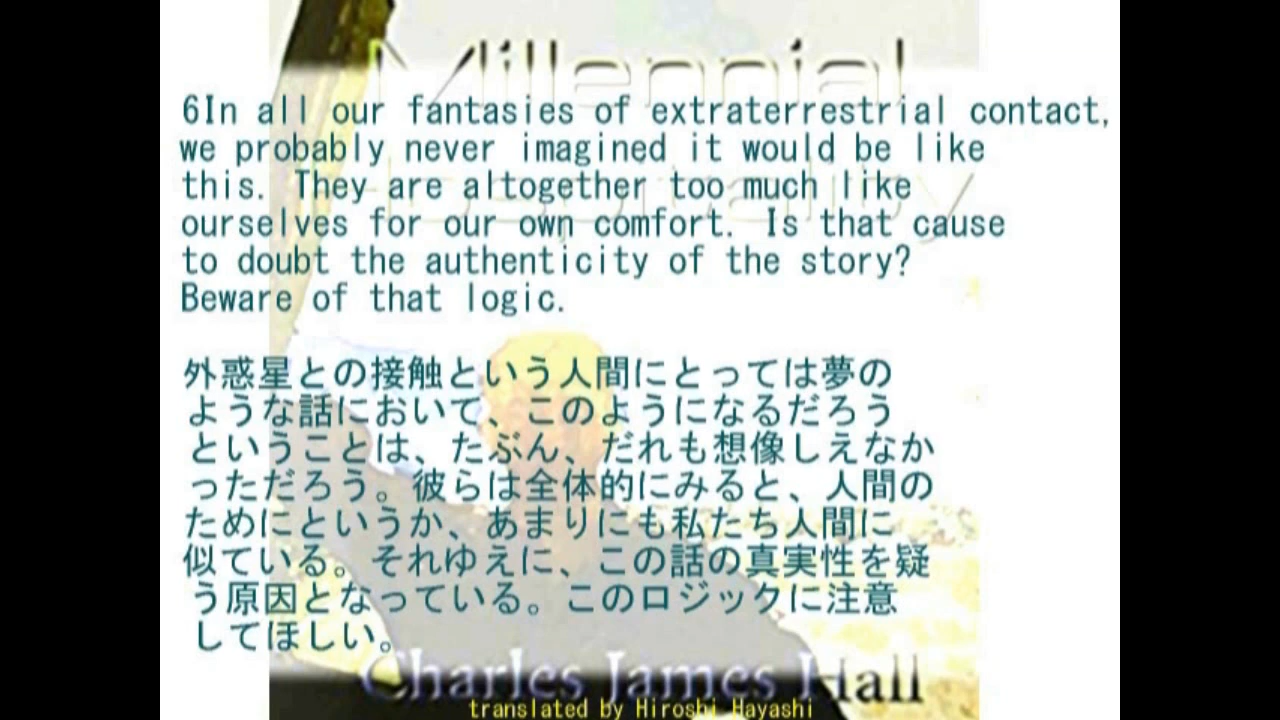 Millennial
6In all our fantasies of extraterrestrial contact,
we probably never imagined it would be like
this. They are altogether too much like
ourselves for our own comfort. Is that cause
to doubt the authenticity of the story?
Beware of that logic.
外惑星との接触という人間にとっては夢の
ような話において、このようになるだろう
ということは、たぶん、だれも想像しえなか
っただろう。彼らは全体的にみると、人間の
ためにというか、あまりにも私たち人間に
似ている。それゆえに、この話の真実性を疑
う原因となっている。このロジックに注意
してほしい。
Charles James Hall
translated by Hiroshi Hayashi